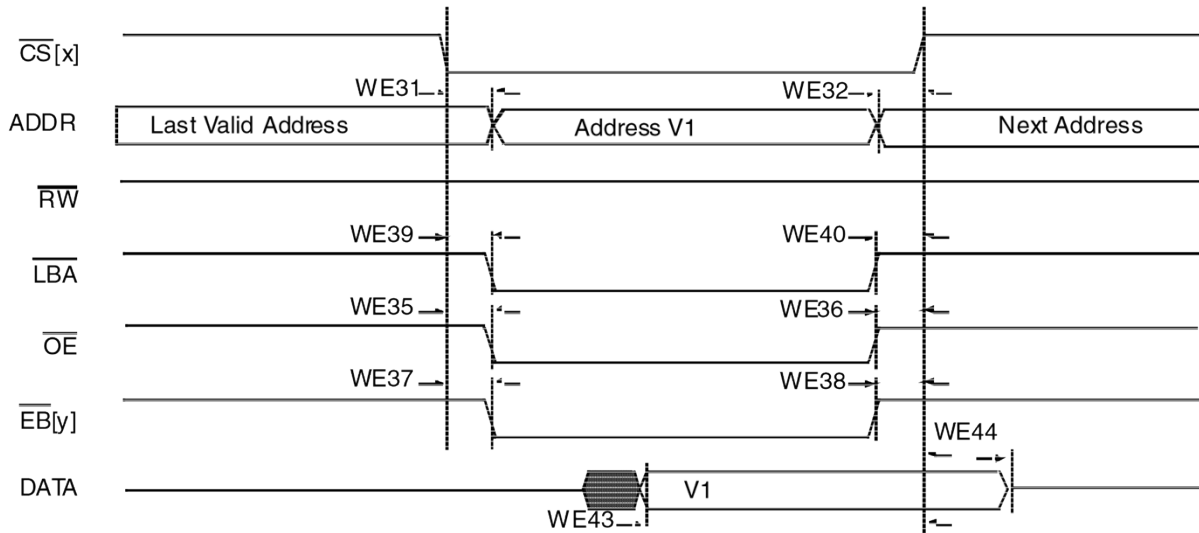 CS[x]
WE31
WE32
ADDR
Last Valid Address
Address V1
Next Address
RW
WE39
WE40
LBA
WE35
WE36
OE
WE37
WE38
EB[y]
WE44
DATA
V1
WE43